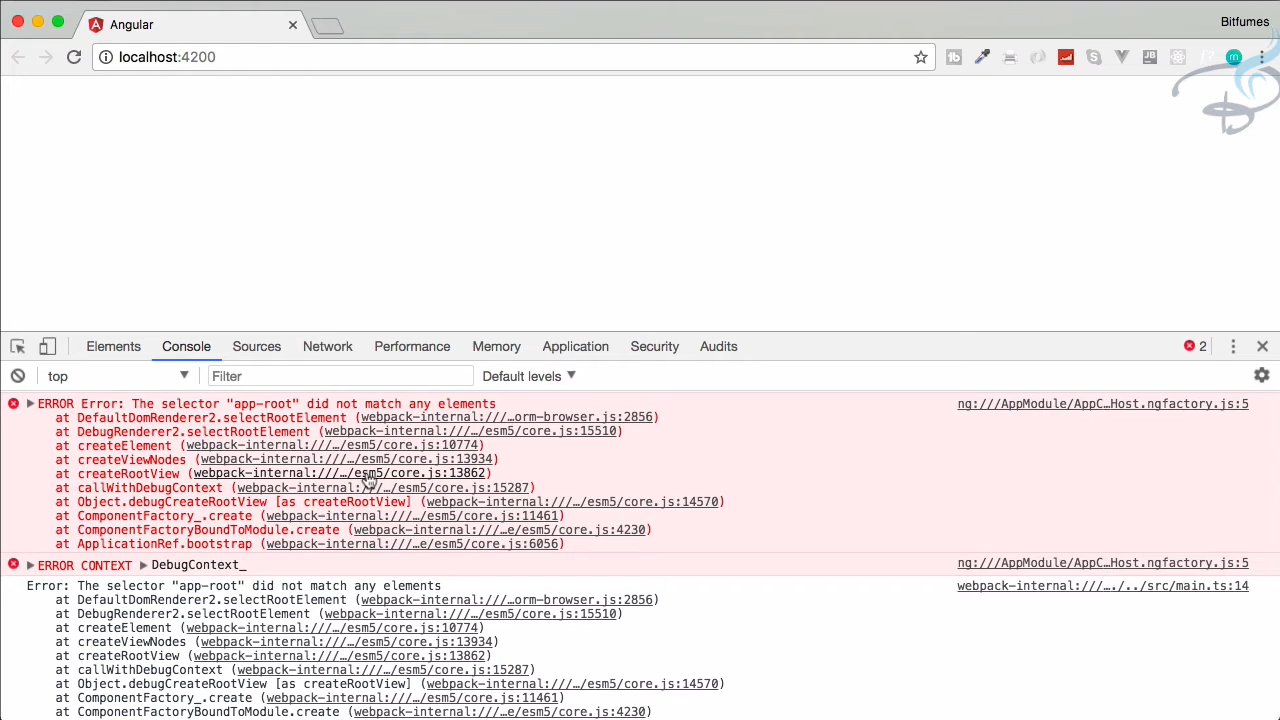 Angular
Bitfumes
localhost:4200
Elements Console Sources Network Performance Memory Application Security Audits 2
top Filter Default levels
ERROR Error: The selector "app-root" did not match any elements ng:///AppModule/AppC…Host.ngfactory.js:5
at DefaultDomRenderer2.selectRootElement (webpack-internal:///…orm-browser.js:2856)
at DebugRenderer2.selectRootElement (webpack-internal:///…/esm5/core.js:15510)
at createElement (webpack-internal:///…/esm5/core.js:10774)
at createViewNodes (webpack-internal:///…/esm5/core.js:13934)
at createRootView (webpack-internal:///…/esm5/core.js:13862)
at callWithDebugContext (webpack-internal:///…/esm5/core.js:15287)
at Object.debugCreateRootView [as createRootView] (webpack-internal:///…/esm5/core.js:14570)
at ComponentFactory_.create (webpack-internal:///…/esm5/core.js:11461)
at ComponentFactoryBoundToModule.create (webpack-internal:///…e/esm5/core.js:4230)
at ApplicationRef.bootstrap (webpack-internal:///…e/esm5/core.js:6056)
ERROR CONTEXT DebugContext_ ng:///AppModule/AppC…Host.ngfactory.js:5
Error: The selector "app-root" did not match any elements webpack-internal:///…./../src/main.ts:14
at DefaultDomRenderer2.selectRootElement (webpack-internal:///…orm-browser.js:2856)
at DebugRenderer2.selectRootElement (webpack-internal:///…/esm5/core.js:15510)
at createElement (webpack-internal:///…/esm5/core.js:10774)
at createViewNodes (webpack-internal:///…/esm5/core.js:13934)
at createRootView (webpack-internal:///…/esm5/core.js:13862)
at callWithDebugContext (webpack-internal:///…/esm5/core.js:15287)
at Object.debugCreateRootView [as createRootView] (webpack-internal:///…/esm5/core.js:14570)
at ComponentFactory_.create (webpack-internal:///…/esm5/core.js:11461)
at ComponentFactoryBoundToModule.create (webpack-internal:///…e/esm5/core.js:4230)